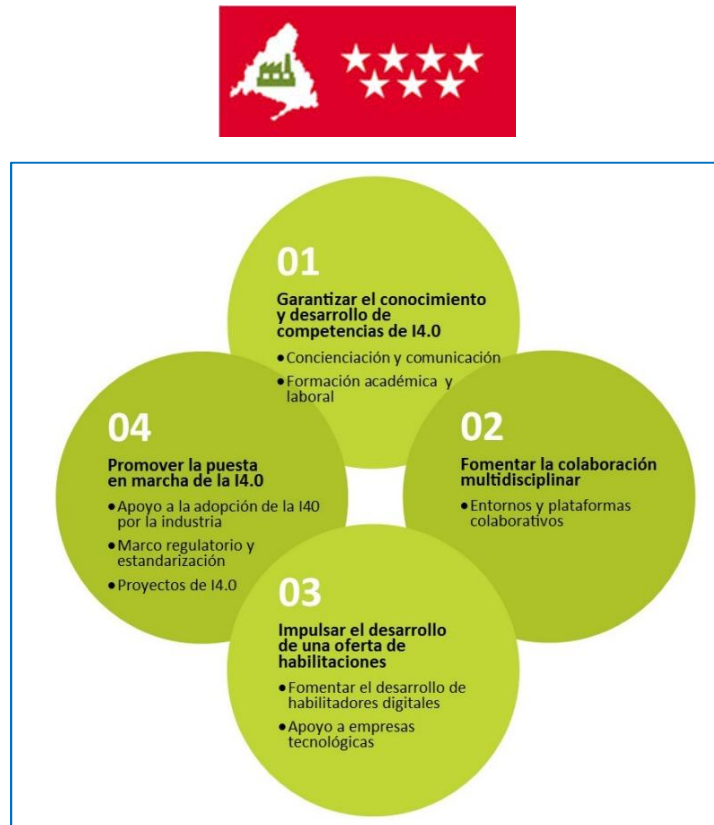 01
Garantizar el conocimiento
y desarrollo de
competencias de I4.0
•Concienciación y comunicación
•Formación académica y
laboral
02
Fomentar la colaboración
multidisciplinar
•Entornos y plataformas
colaborativos
03
Impulsar el desarrollo
de una oferta de
habilitaciones
•Fomentar el desarrollo de
habilitadores digitales
•Apoyo a empresas
tecnológicas
04
Promover la puesta
en marcha de la I4.0
•Apoyo a la adopción de la I40
por la industria
•Marco regulatorio y
estandarización
•Proyectos de I4.0